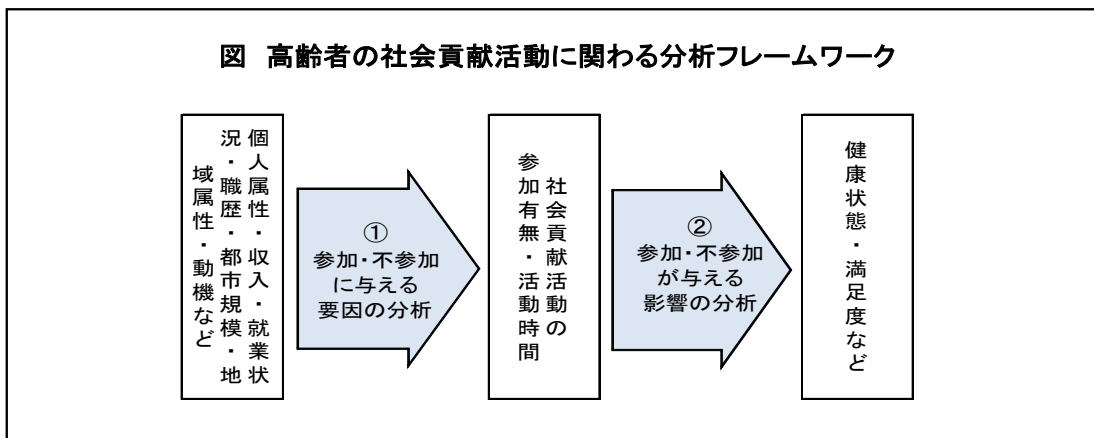 図 高齢者の社会貢献活動に関わる分析フレームワーク
個人属性・収入・就業状
況・職歴・都市規模・地
域属性・動機など
①
参加・不参加
に与える
要因の分析
社会貢献活動の
参加有無・活動時間
②
参加・不参加
が与える
影響の分析
健康状態・満足度など